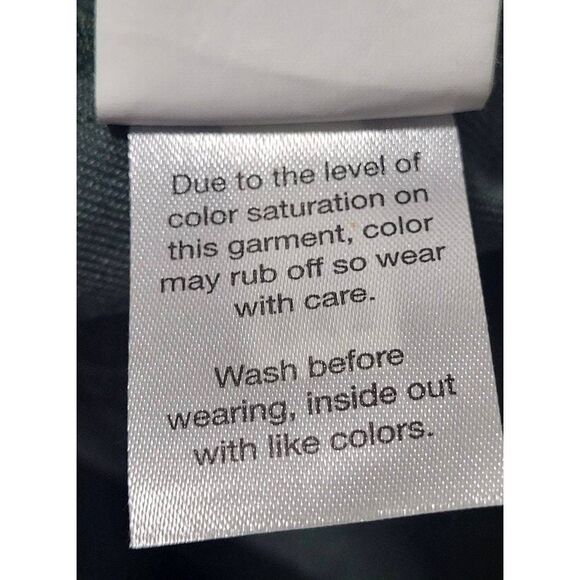 Due to the level of
color saturation on
this garment, color
may rub off so wear
with care.
Wash before
wearing, inside out
with like colors.